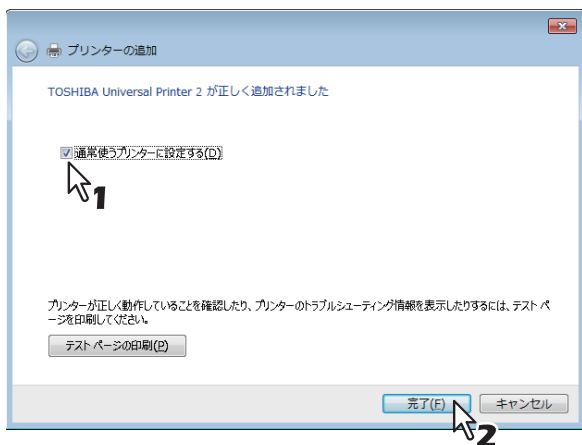 プリンターの追加
TOSHIBA Universal Printer 2 が正しく追加されました
通常使うプリンターに設定する(D)
1
プリンターが正しく動作していることを確認したり、プリンターのトラブルシューティング情報を表示したりするには、テスト ペ
ージを印刷してください。
テスト ページの印刷(P)
完了(F)
キャンセル
2